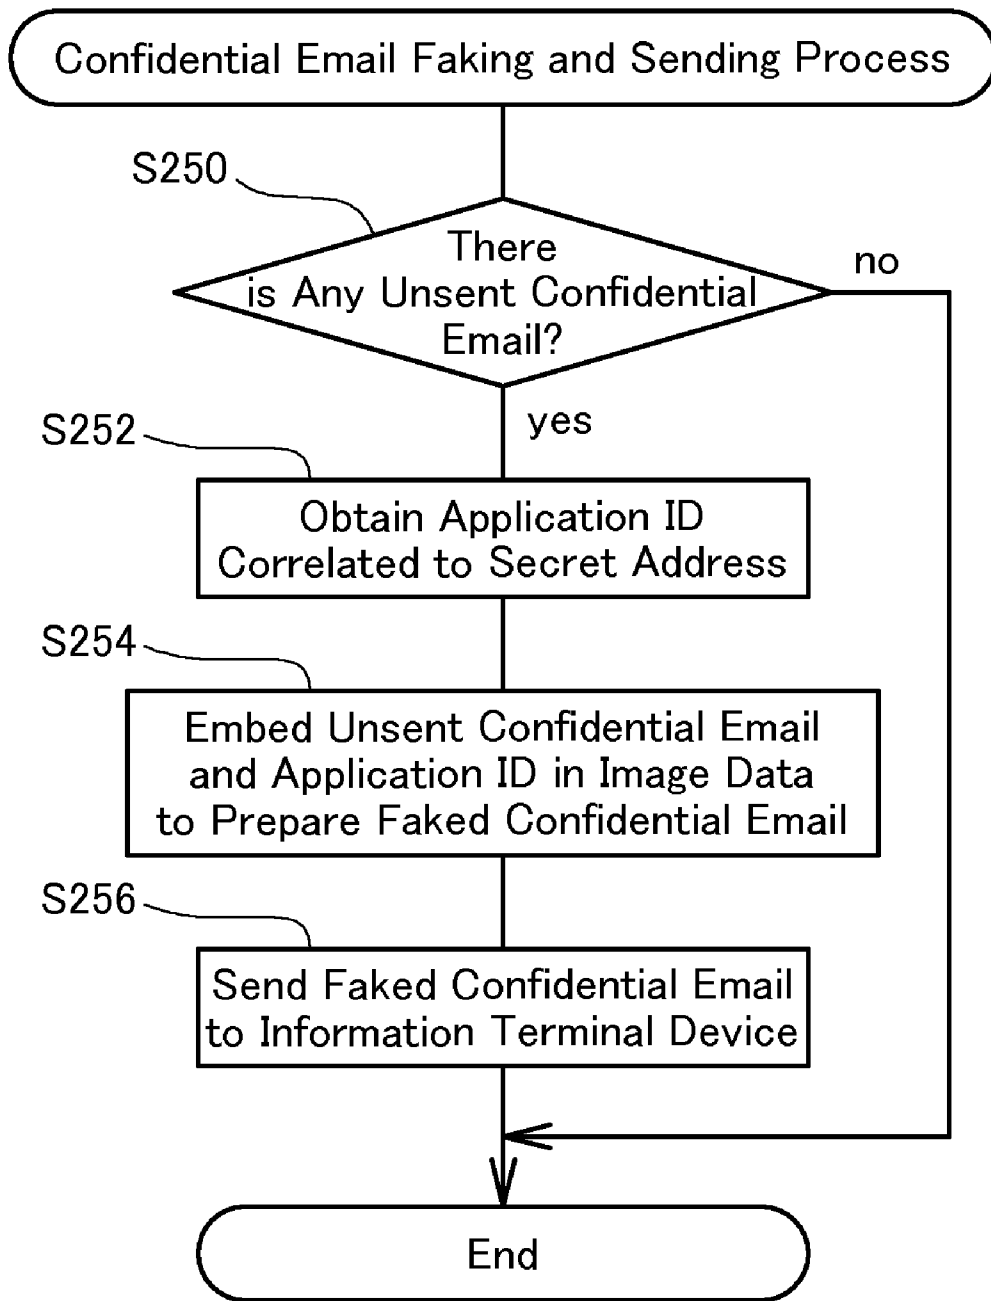 Confidential Email Faking and Sending Process
S250
There
is Any Unsent Confidential
Email?
no
yes
S252
Obtain Application ID
Correlated to Secret Address
S254
Embed Unsent Confidential Email
and Application ID in Image Data
to Prepare Faked Confidential Email
S256
Send Faked Confidential Email
to Information Terminal Device
End